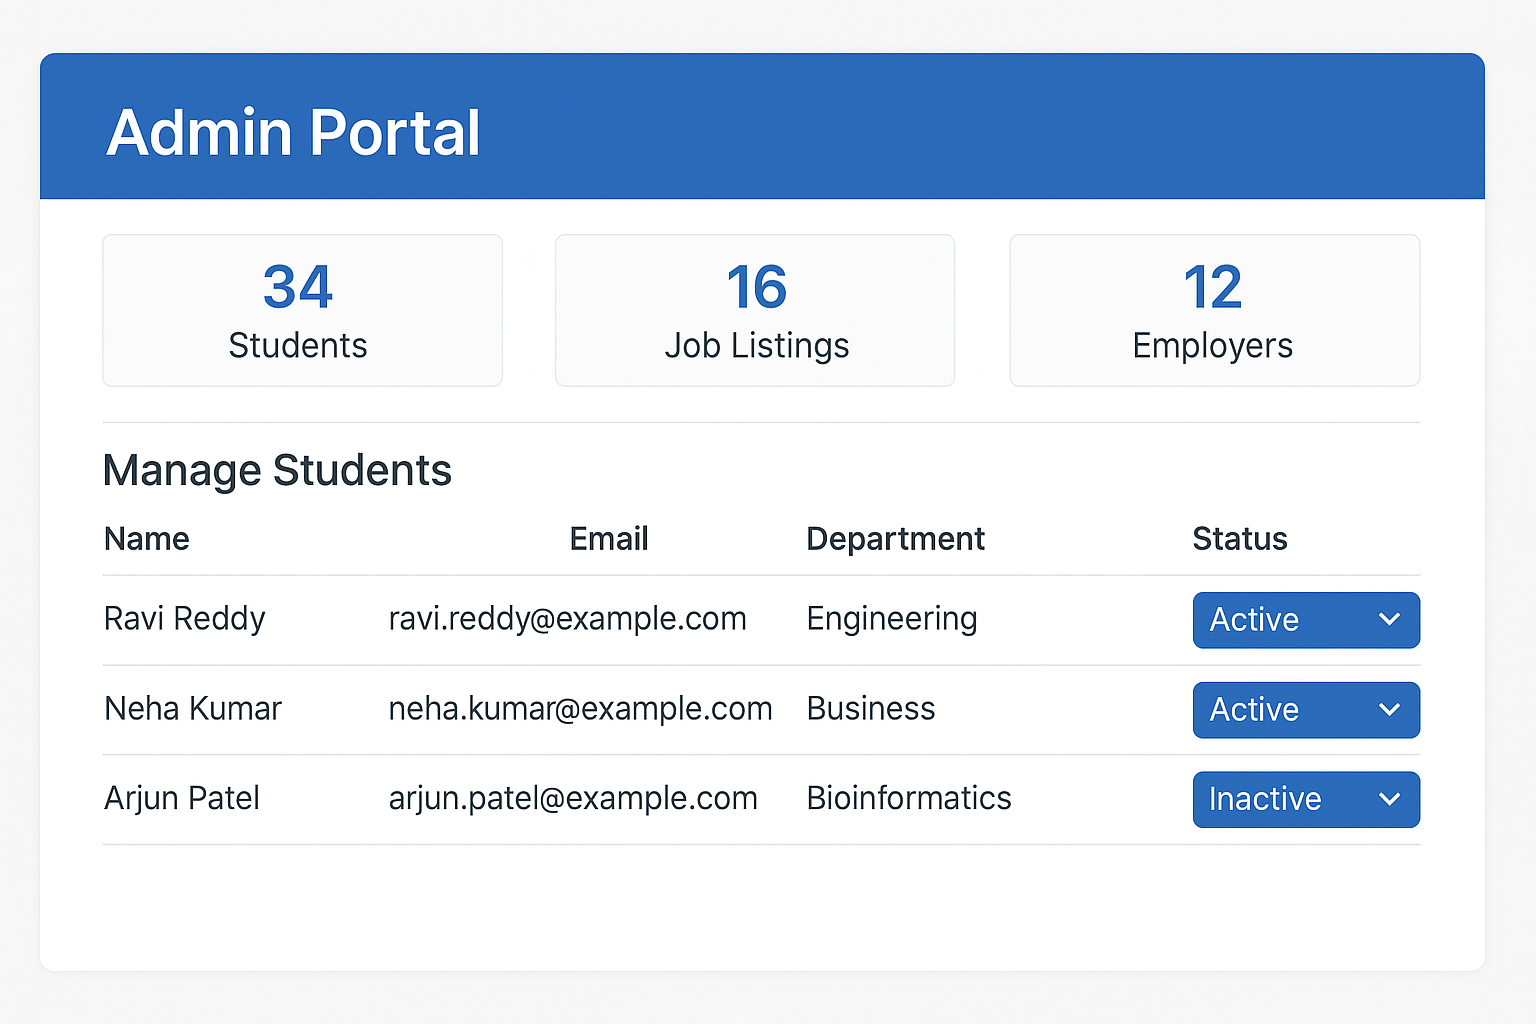 Admin Portal
34
Students
16
Job Listings
12
Employers
Manage Students
Name Email Department Status
Ravi Reddy ravi.reddy@example.com Engineering Active
Neha Kumar neha.kumar@example.com Business Active
Arjun Patel arjun.patel@example.com Bioinformatics Inactive